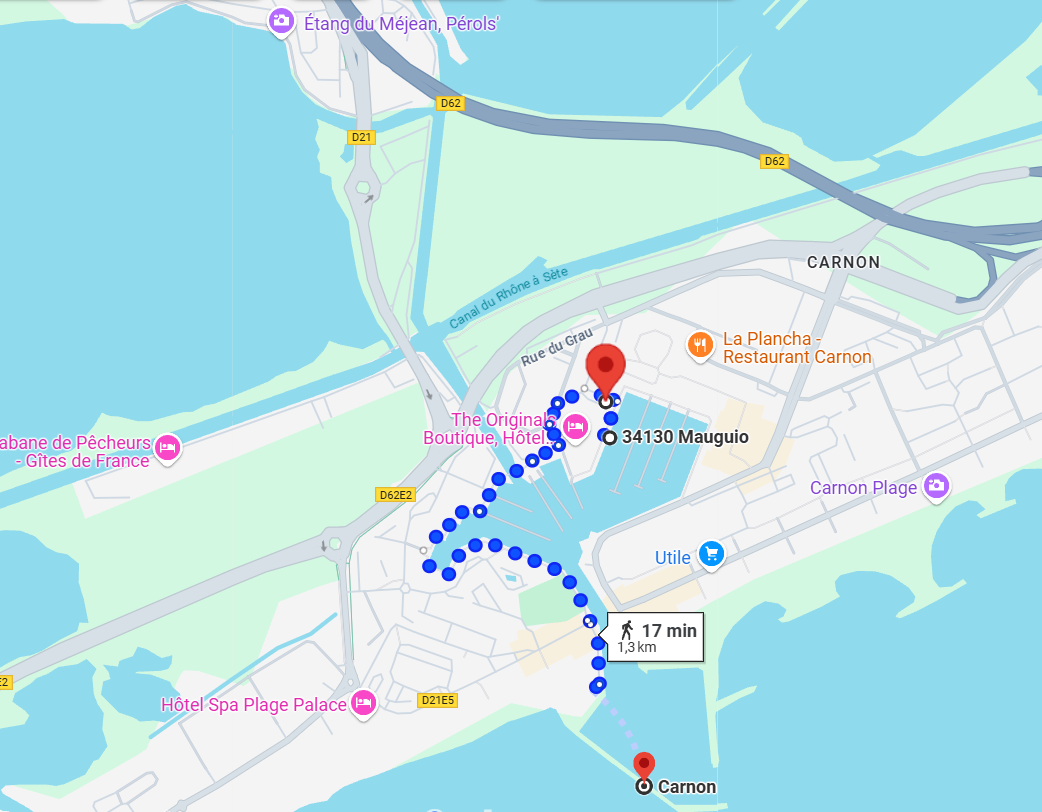 Étang du Méjean, Pérols'
D62
D21
D62
CARNON
Canal du Rhône à Sète
Rue du Grau
La Plancha -
Restaurant Carnon
The Originals
Boutique, Hôtel...
34130 Mauguio
abane de Pêcheurs
- Gîtes de France
Carnon Plage
D62E2
Utile
17 min
1,3 km
E2
D21E5
Hôtel Spa Plage Palace
Carnon